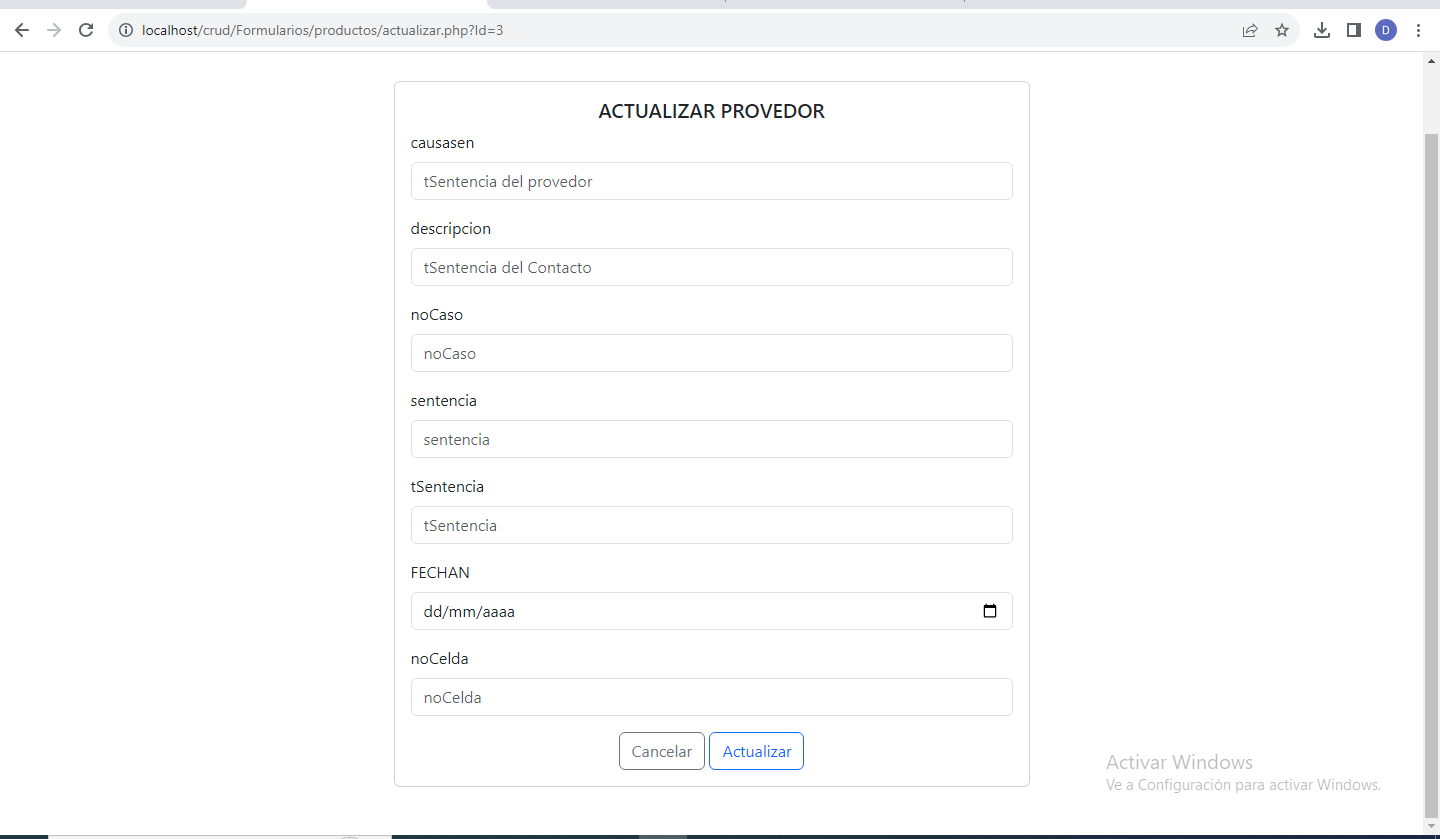 localhost/crud/Formularios/productos/actualizar.php?Id=3
D
ACTUALIZAR PROVEDOR
causasen
tSentencia del provedor
descripcion
tSentencia del Contacto
noCaso
noCaso
sentencia
sentencia
tSentencia
tSentencia
FECHAN
dd/mm/aaaa
noCelda
noCelda
Cancelar Actualizar
Activar Windows
Ve a Configuración para activar Windows.